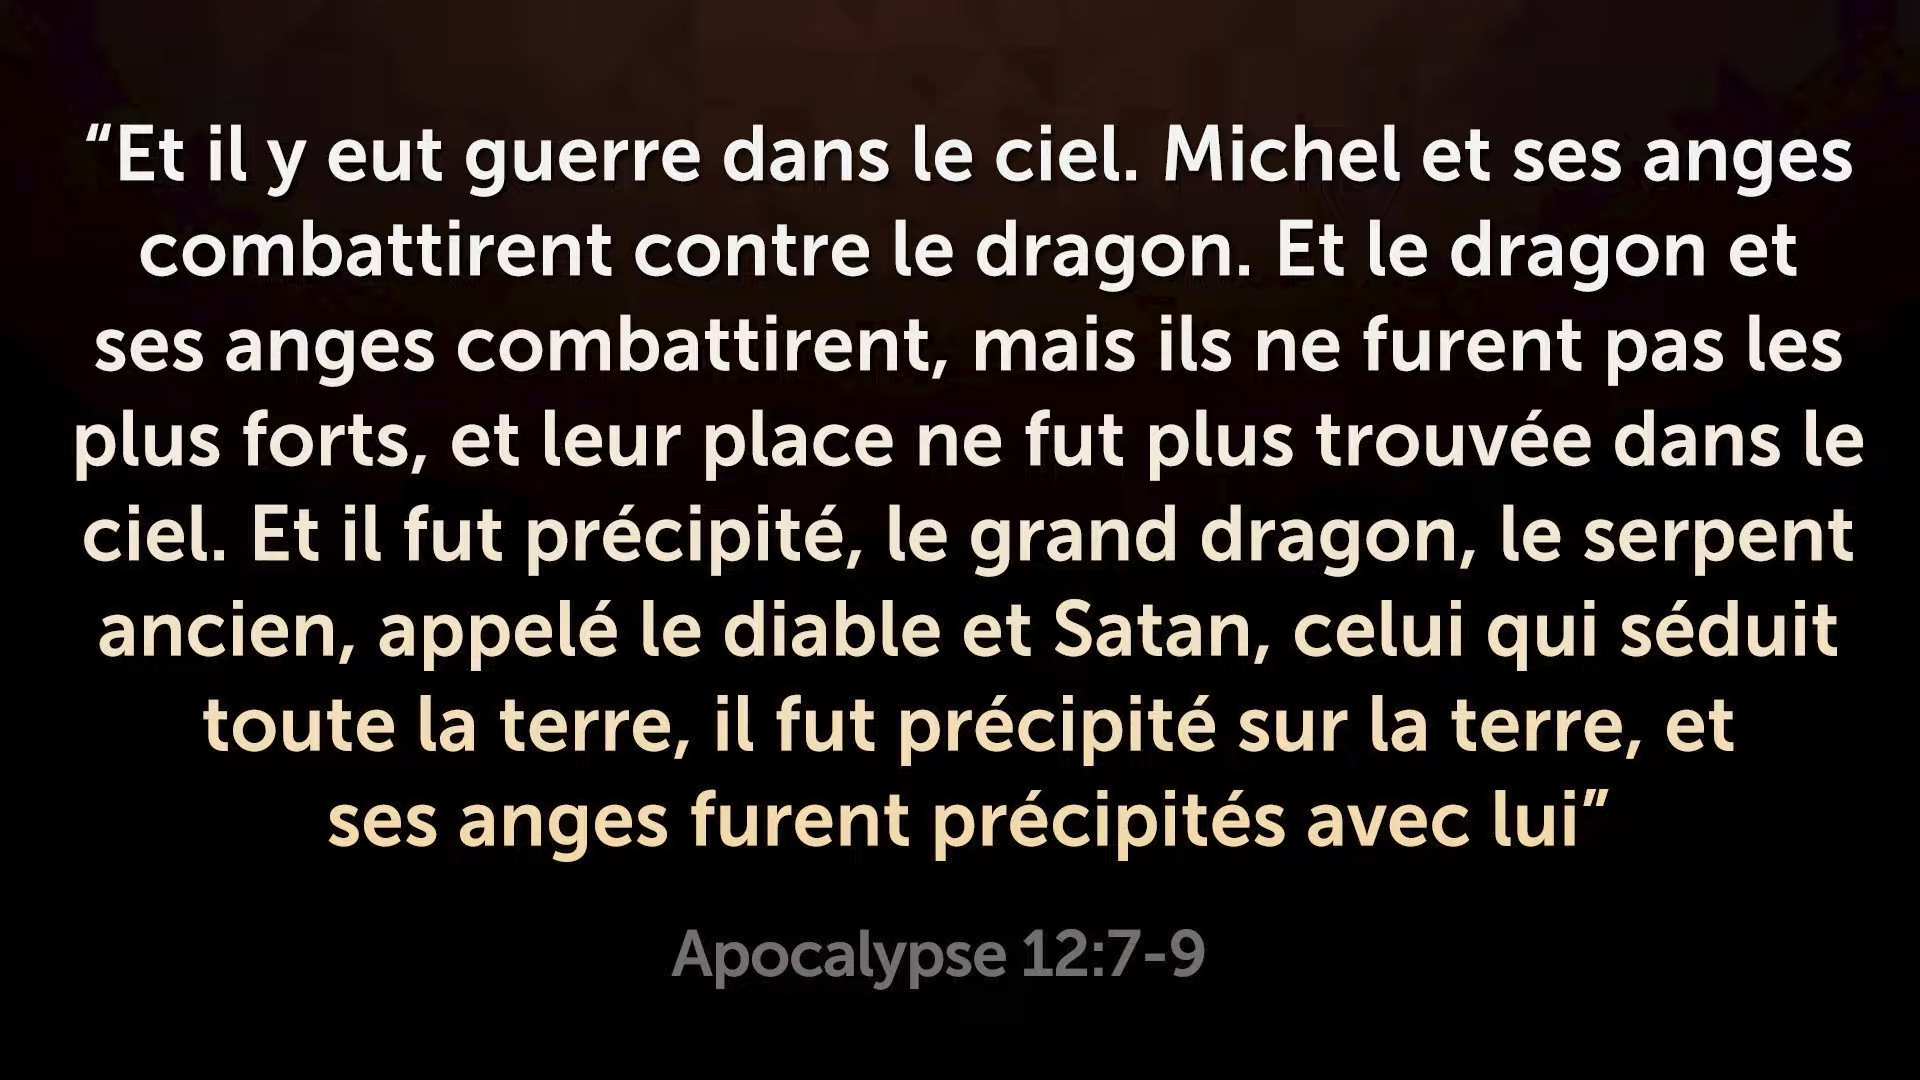 “Et il y eut guerre dans le ciel. Michel et ses anges
combattirent contre le dragon. Et le dragon et
ses anges combattirent, mais ils ne furent pas les
plus forts, et leur place ne fut plus trouvée dans le
ciel. Et il fut précipité, le grand dragon, le serpent
ancien, appelé le diable et Satan, celui qui séduit
toute la terre, il fut précipité sur la terre, et
ses anges furent précipités avec lui”
Apocalypse 12:7-9